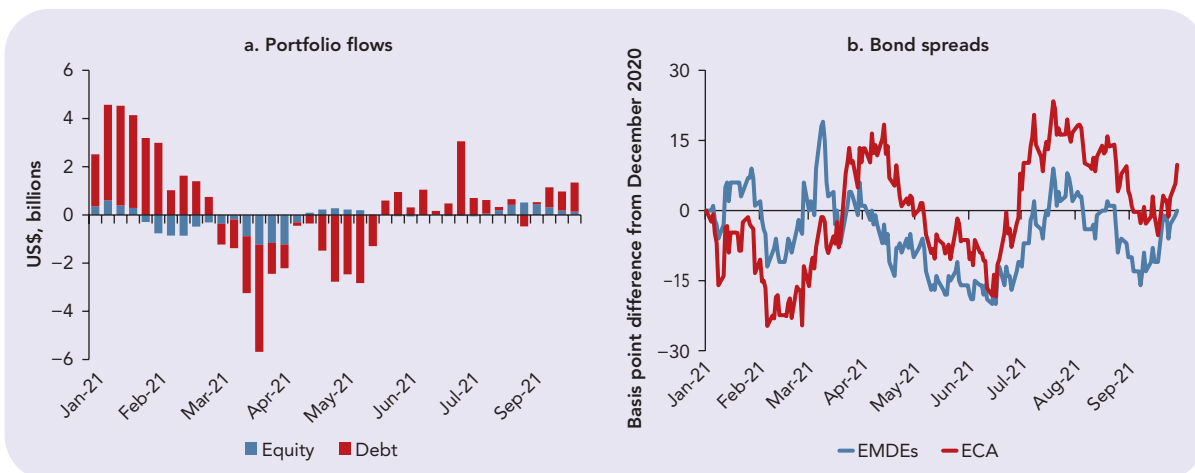 a. Portfolio flows
US$, billions
6
4
2
0
−2
−4
−6
Jan-21
Feb-21
Mar-21
Apr-21
May-21
Jun-21
Jul-21
Sep-21
Equity
Debt
b. Bond spreads
Basis point difference from December 2020
30
15
0
−15
−30
Jan-21
Feb-21
Mar-21
Apr-21
May-21
Jun-21
Jul-21
Aug-21
Sep-21
EMDEs
ECA